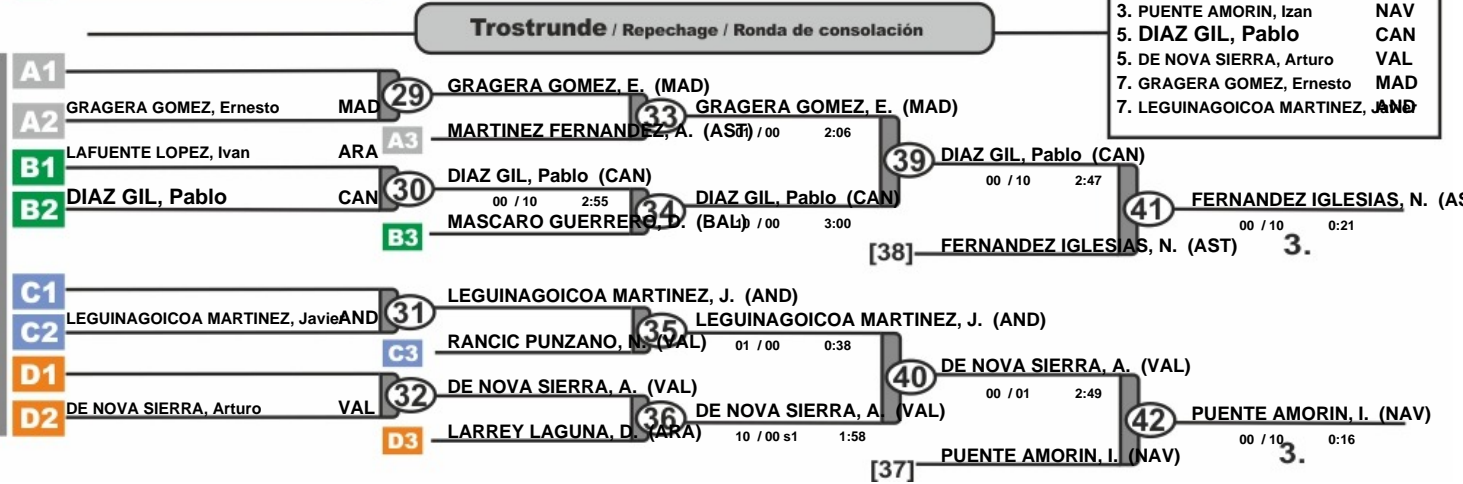 Trostrunde / Repechage / Ronda de consolación
3. PUENTE AMORIN, Izan NAV
5. DIAZ GIL, Pablo CAN
5. DE NOVA SIERRA, Arturo VAL
7. GRAGERA GOMEZ, Ernesto MAD
7. LEGUINAGOICOA MARTINEZ, Javier AND
A1
A2 GRAGERA GOMEZ, Ernesto MAD
29
GRAGERA GOMEZ, E. (MAD)
A3 MARTINEZ FERNANDEZ, A. (AST)
33
GRAGERA GOMEZ, E. (MAD)
01 / 00 2:06
B1 LAFUENTE LOPEZ, Ivan ARA
B2 DIAZ GIL, Pablo CAN
30
DIAZ GIL, Pablo (CAN)
00 / 10 2:55
B3 MASCARO GUERRERO, D. (BAL)
34
DIAZ GIL, Pablo (CAN)
10 / 00 3:00
39
DIAZ GIL, Pablo (CAN)
00 / 10 2:47
[38] FERNANDEZ IGLESIAS, N. (AST)
41
FERNANDEZ IGLESIAS, N. (AS
00 / 10 0:21
3.
C1
C2 LEGUINAGOICOA MARTINEZ, Javier AND
31
LEGUINAGOICOA MARTINEZ, J. (AND)
C3 RANCIC PUNZANO, N. (VAL)
35
LEGUINAGOICOA MARTINEZ, J. (AND)
01 / 00 0:38
D1
D2 DE NOVA SIERRA, Arturo VAL
32
DE NOVA SIERRA, A. (VAL)
D3 LARREY LAGUNA, D. (ARA)
36
DE NOVA SIERRA, A. (VAL)
10 / 00 s1 1:58
40
DE NOVA SIERRA, A. (VAL)
00 / 01 2:49
[37] PUENTE AMORIN, I. (NAV)
42
PUENTE AMORIN, I. (NAV)
00 / 10 0:16
3.